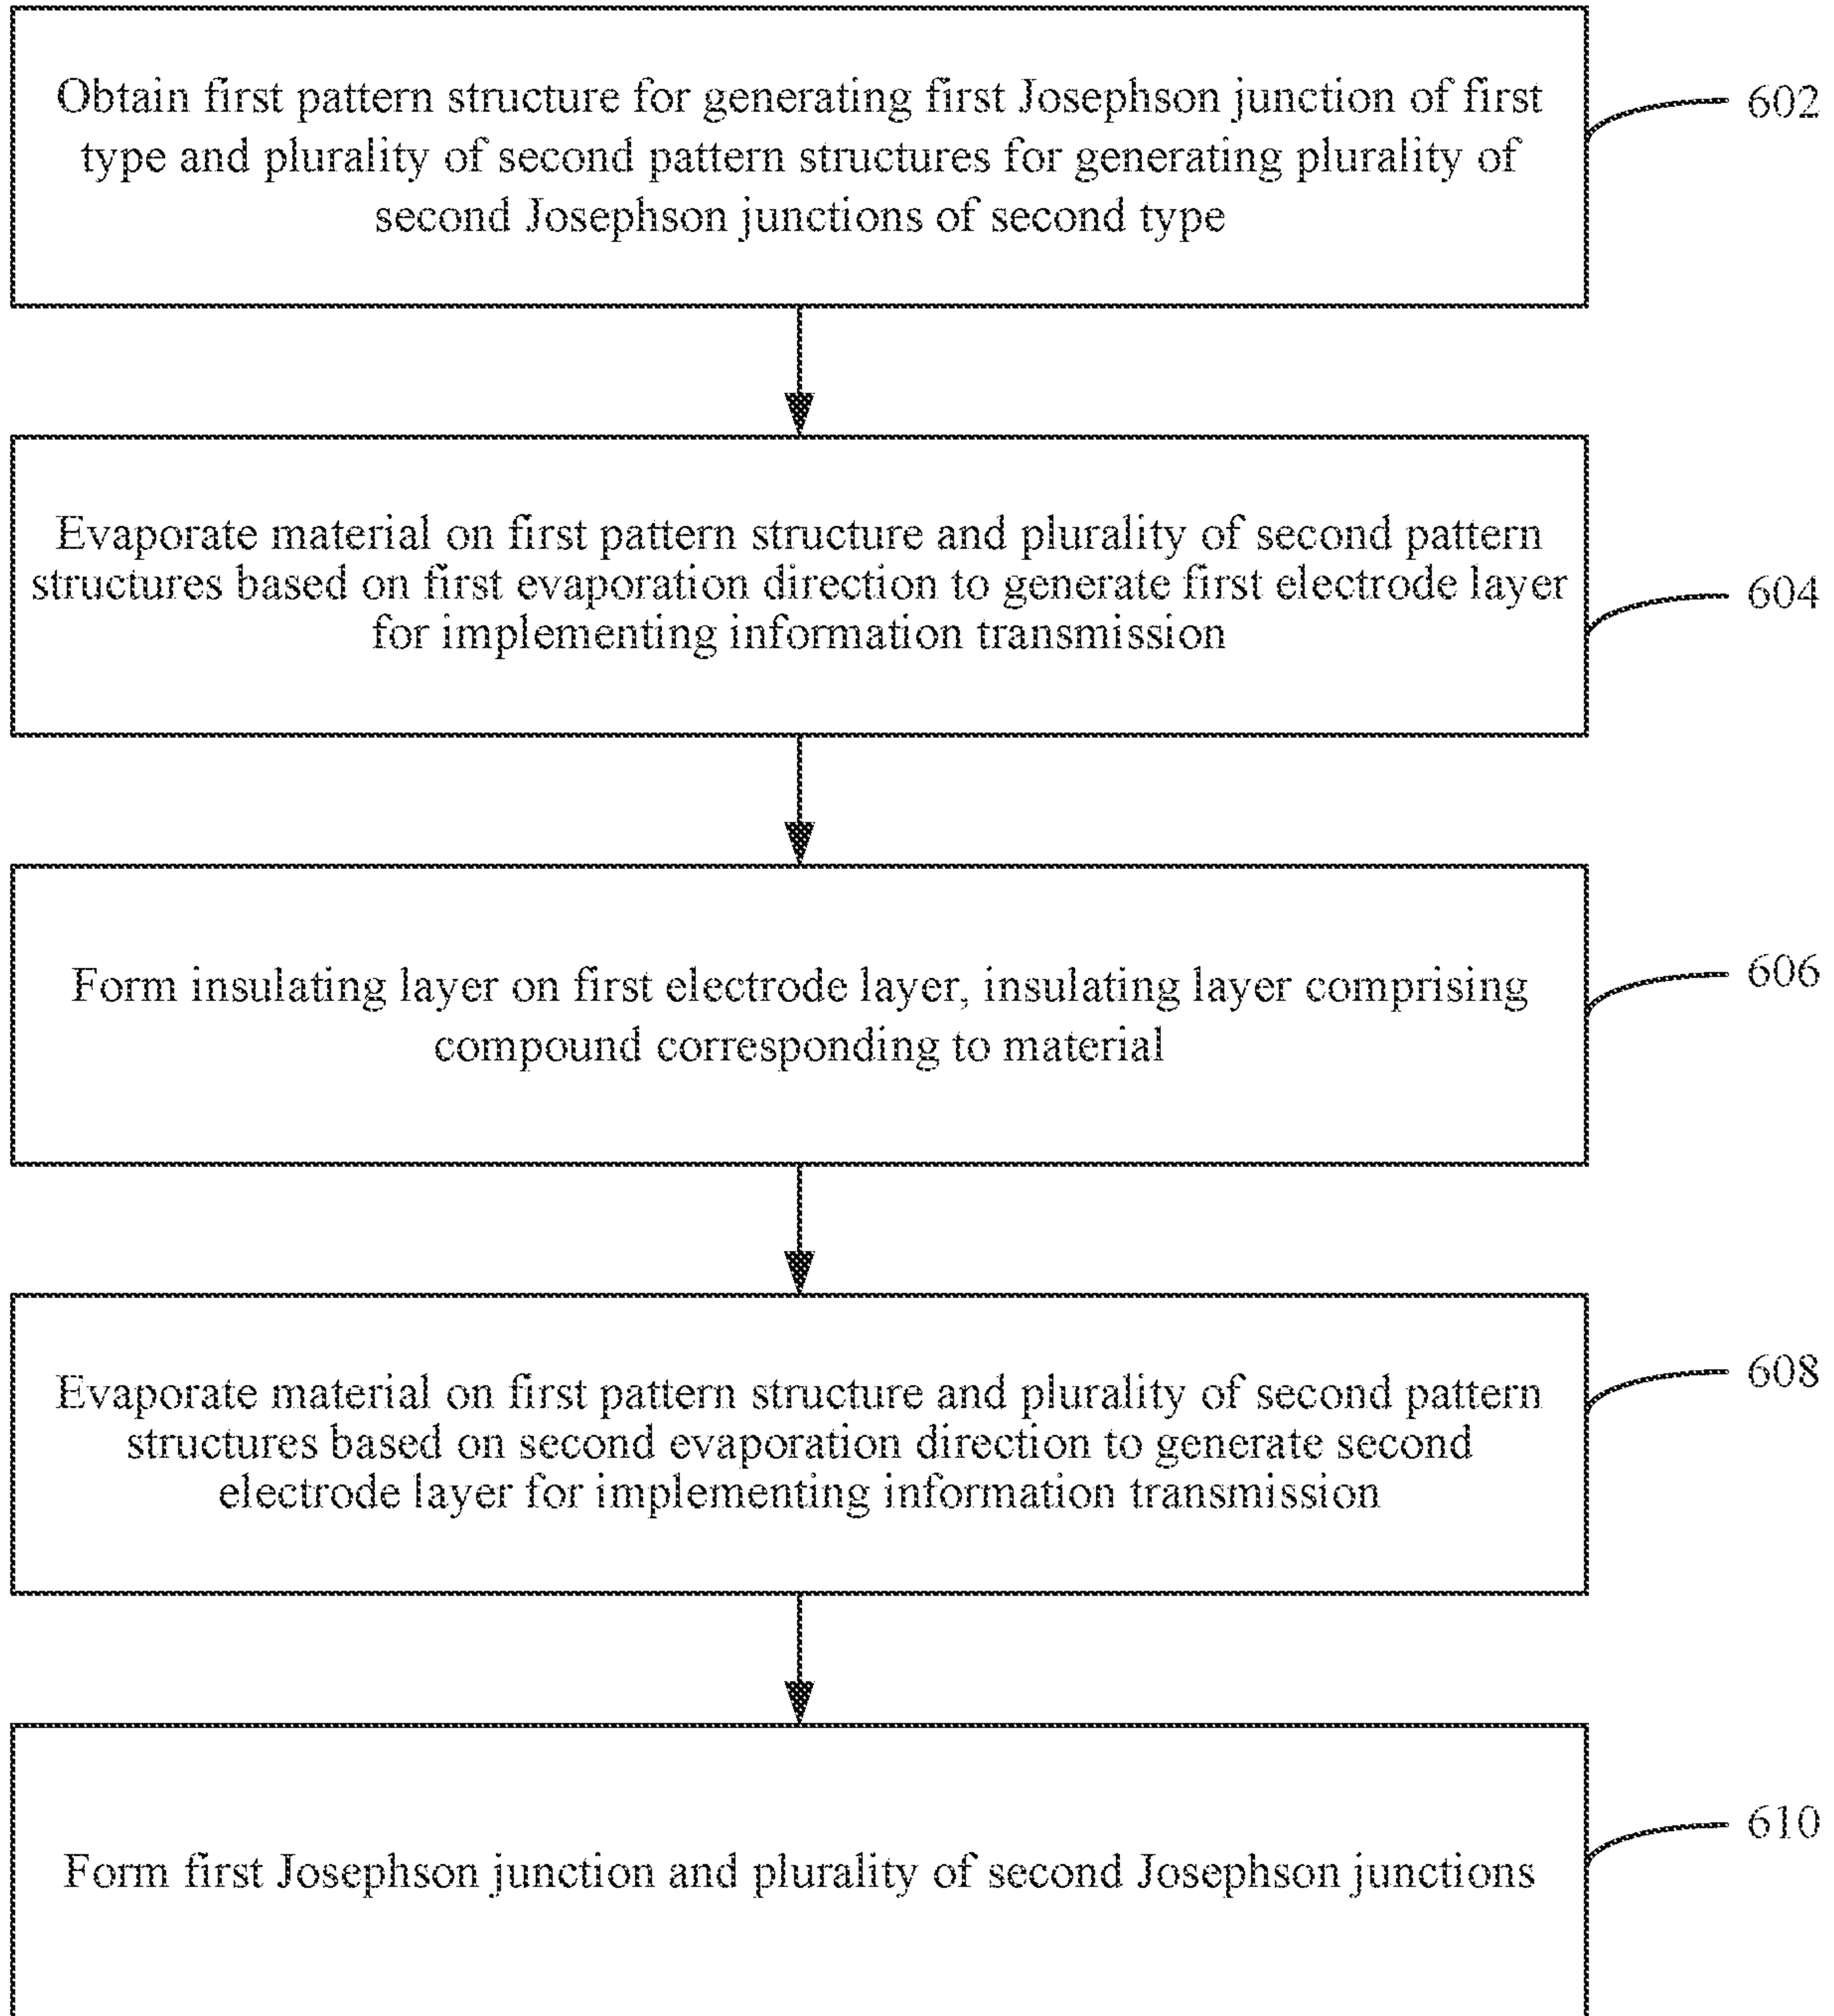 Obtain first pattern structure for generating first Josephson junction of first
type and plurality of second pattern structures for generating plurality of
second Josephson junctions of second type
602
Evaporate material on first pattern structure and plurality of second pattern
structures based on first evaporation direction to generate first electrode layer
for implementing information transmission
604
Form insulating layer on first electrode layer, insulating layer comprising
compound corresponding to material
606
Evaporate material on first pattern structure and plurality of second pattern
structures based on second evaporation direction to generate second
electrode layer for implementing information transmission
608
Form first Josephson junction and plurality of second Josephson junctions
610